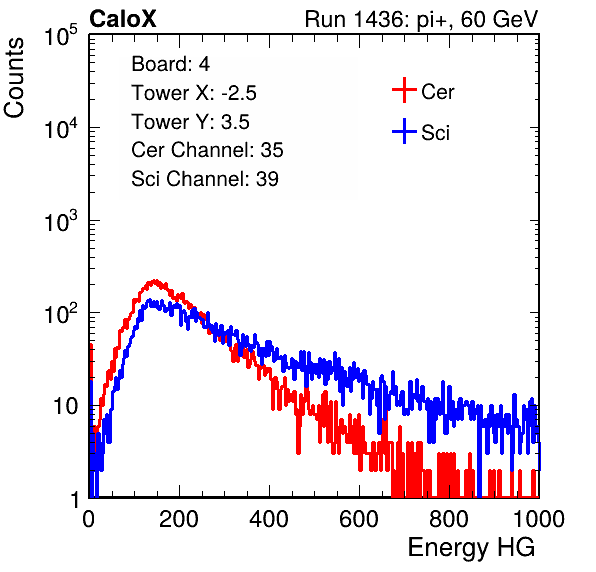 CaloX Run 1436: pi+, 60 GeV
Counts
Board: 4
Tower X: -2.5
Tower Y: 3.5
Cer Channel: 35
Sci Channel: 39
Cer
Sci
10^5
10^4
10^3
10^2
10
1
0 200 400 600 800 1000
Energy HG